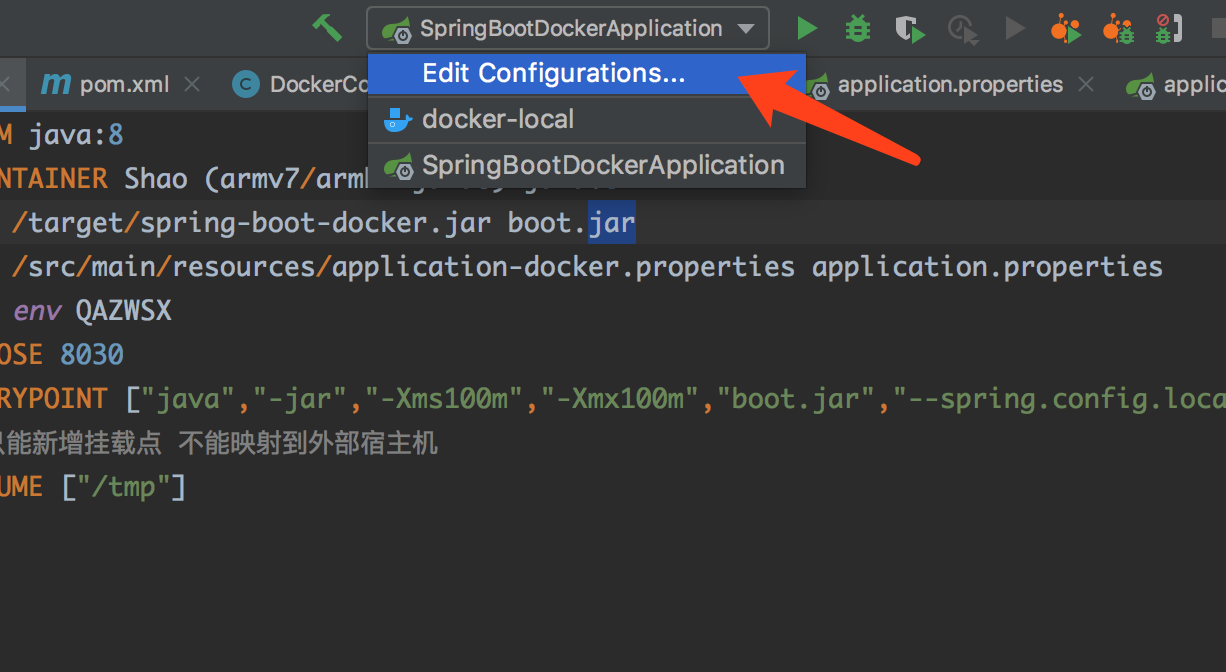 SpringBootDockerApplication
Edit Configurations...
docker-local
SpringBootDockerApplication
pom.xml
DockerCo
application.properties
applic
M java:8
NTAINER Shao (armv7/arm
/target/spring-boot-docker.jar boot.jar
/src/main/resources/application-docker.properties application.properties
env QAZWSX
OSE 8030
RYPOINT ["java","-jar","-Xms100m","-Xmx100m","boot.jar","--spring.config.loca
只能新增挂载点 不能映射到外部宿主机
UME ["/tmp"]